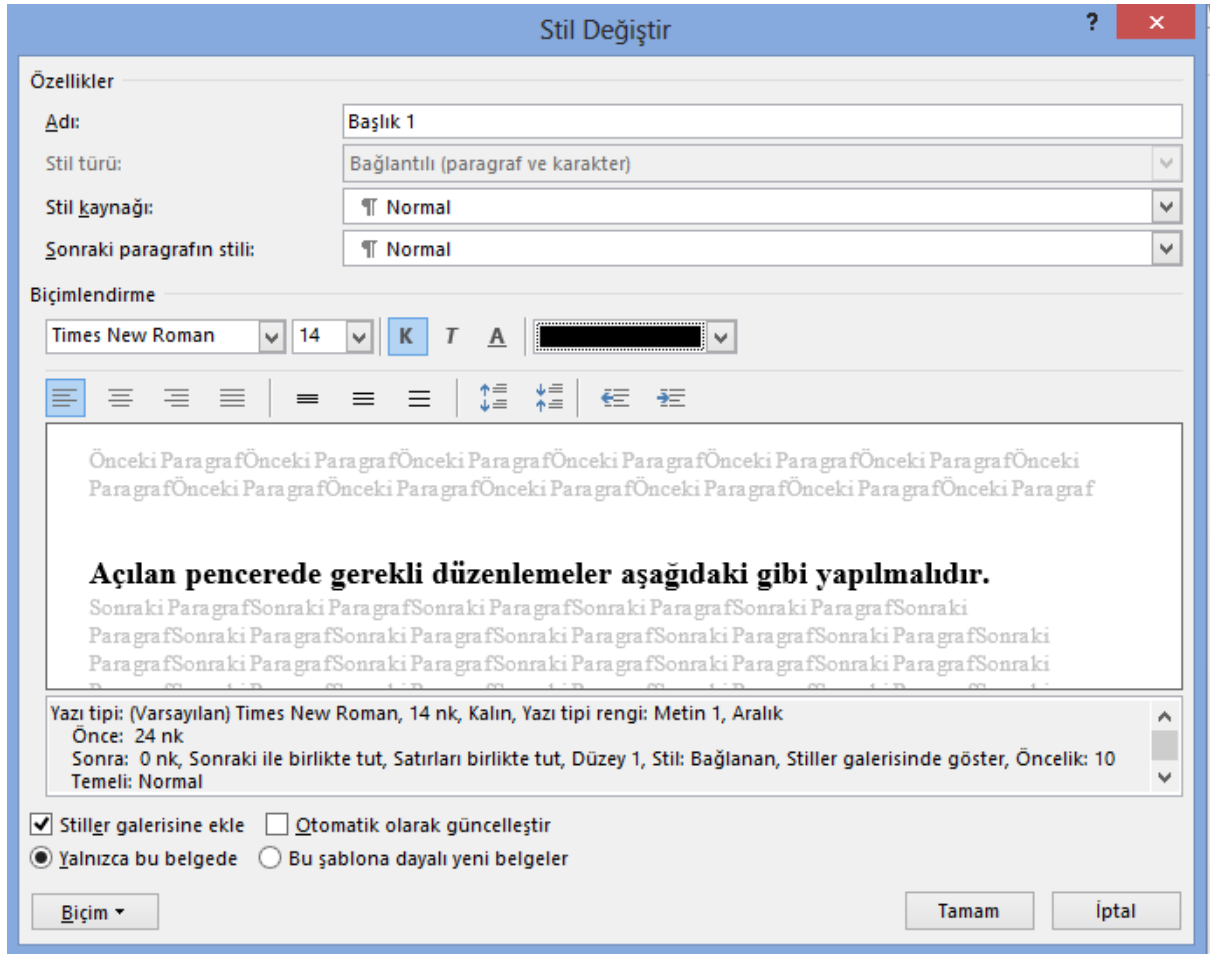 Stil Değiştir
?
×
Özellikler
Adı:
Başlık 1
Stil türü:
Bağlantılı (paragraf ve karakter)
Stil kaynağı:
¶ Normal
Sonraki paragrafın stili:
¶ Normal
Biçimlendirme
Times New Roman 14 K T A
Önceki ParagrafÖnceki ParagrafÖnceki ParagrafÖnceki ParagrafÖnceki ParagrafÖnceki ParagrafÖnceki
ParagrafÖnceki ParagrafÖnceki ParagrafÖnceki ParagrafÖnceki ParagrafÖnceki ParagrafÖnceki Paragraf
Açılan pencerede gerekli düzenlemeler aşağıdaki gibi yapılmalıdır.
Sonraki ParagrafSonraki ParagrafSonraki ParagrafSonraki ParagrafSonraki ParagrafSonraki
ParagrafSonraki ParagrafSonraki ParagrafSonraki ParagrafSonraki ParagrafSonraki ParagrafSonraki
ParagrafSonraki ParagrafSonraki ParagrafSonraki ParagrafSonraki ParagrafSonraki ParagrafSonraki
Yazı tipi: (Varsayılan) Times New Roman, 14 nk, Kalın, Yazı tipi rengi: Metin 1, Aralık
Önce: 24 nk
Sonra: 0 nk, Sonraki ile birlikte tut, Satırları birlikte tut, Düzey 1, Stil: Bağlanan, Stiller galerisinde göster, Öncelik: 10
Temeli: Normal
Stiller galerisine ekle Otomatik olarak güncelleştir
Yalnızca bu belgede Bu şablona dayalı yeni belgeler
Biçim Tamam İptal